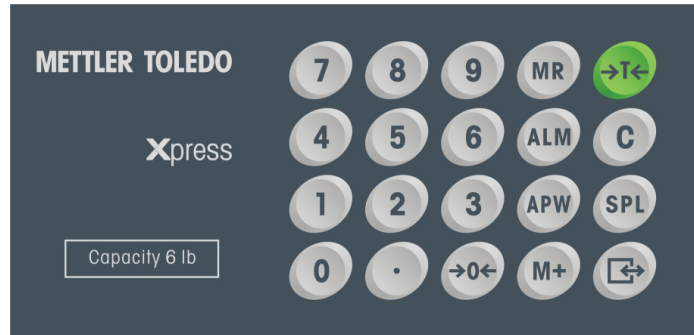 METTLER TOLEDO
Xpress
Capacity 6 lb
7 8 9 MR →T←
4 5 6 ALM C
1 2 3 APW SPL
0 . →0← M+